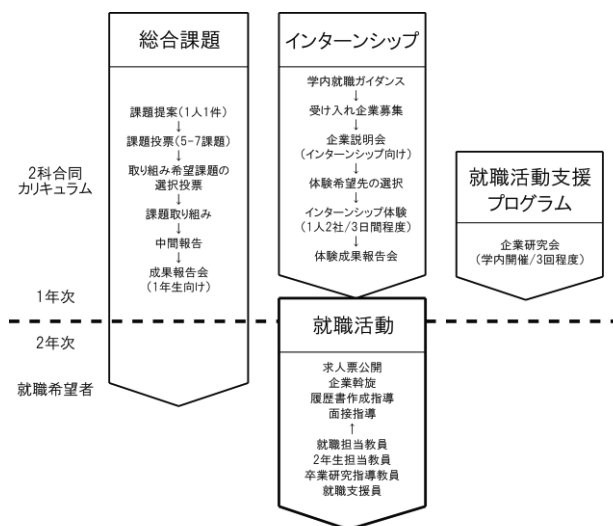 総合課題
課題提案(1人1件)
↓
課題投票(5-7課題)
↓
取り組み希望課題の
選択投票
↓
課題取り組み
↓
中間報告
↓
成果報告会
(1年生向け)
インターンシップ
学内就職ガイダンス
↓
受け入れ企業募集
↓
企業説明会
(インターンシップ向け)
↓
体験希望先の選択
↓
インターンシップ体験
(1人2社/3日間程度)
↓
体験成果報告会
就職活動支援
プログラム
企業研究会
(学内開催/3回程度)
2科合同
カリキュラム
1年次
2年次
就職希望者
就職活動
求人票公開
企業斡旋
履歴書作成指導
面接指導
↑
就職担当教員
2年生担当教員
卒業研究指導教員
就職支援員